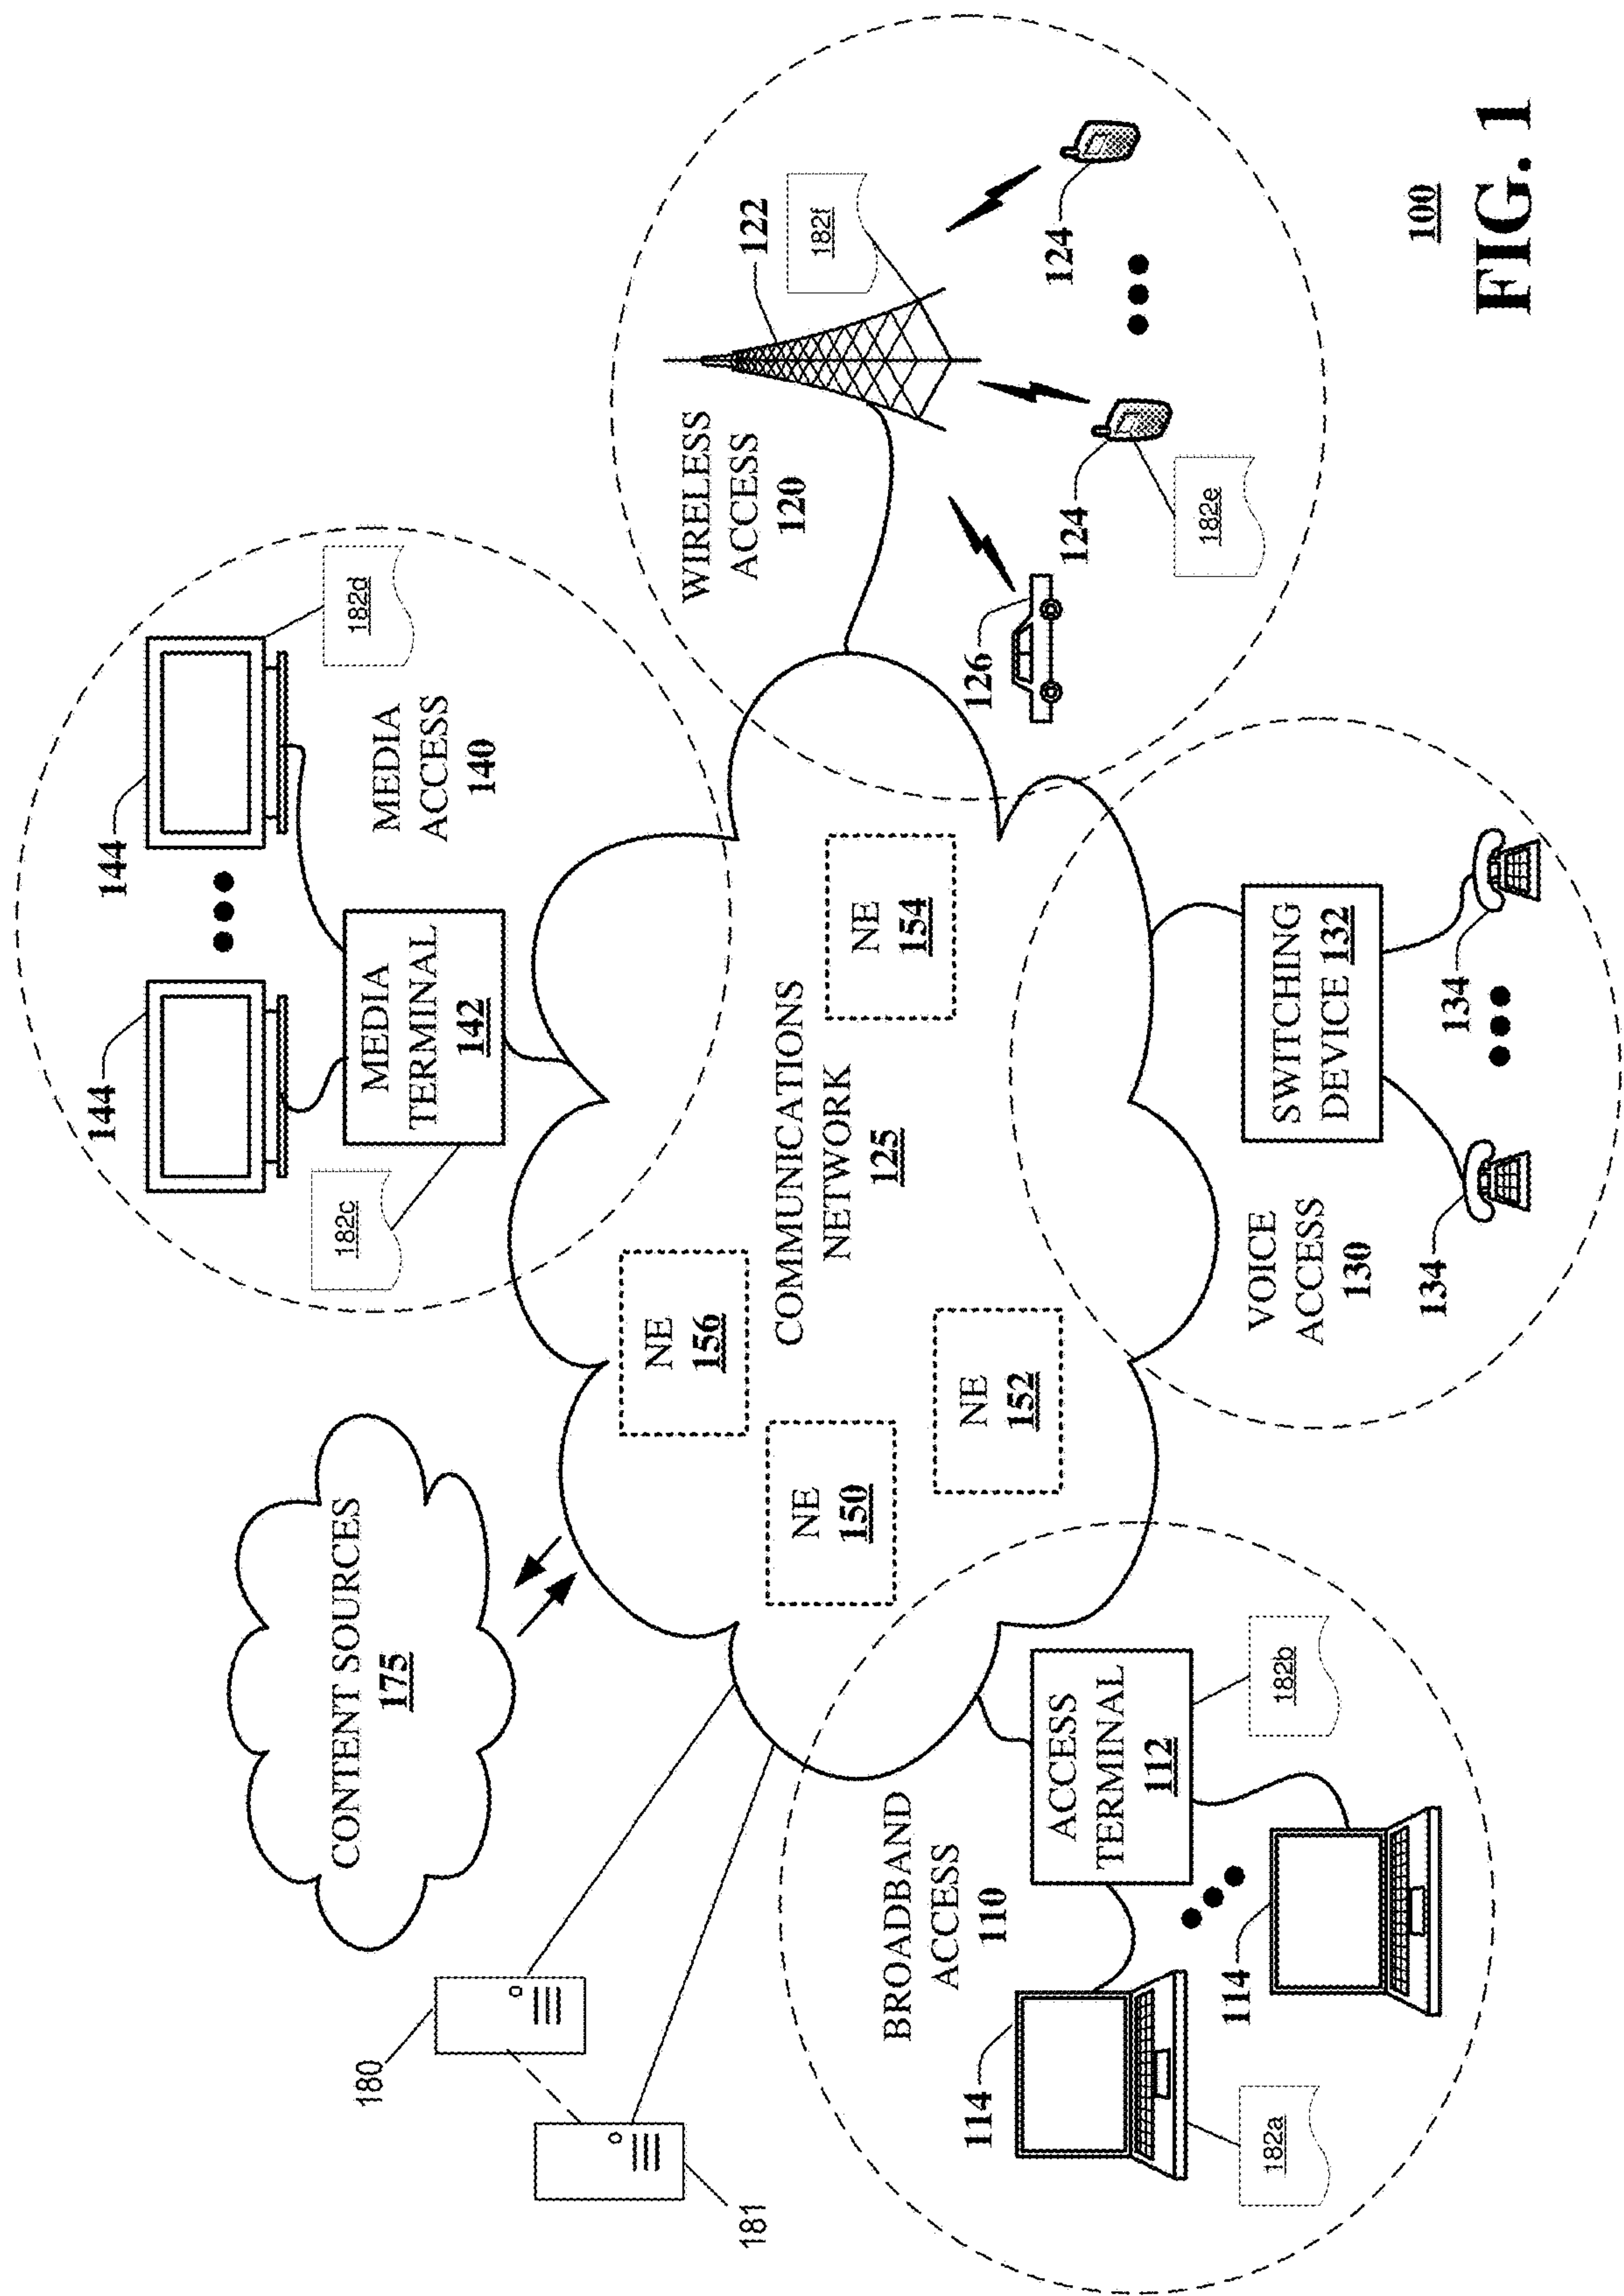 144
144
182c
182d
MEDIA
TERMINAL
142
MEDIA
ACCESS
140
CONTENT SOURCES
175
180
181
NE
156
NE
150
NE
152
NE
154
COMMUNICATIONS
NETWORK
125
WIRELESS
ACCESS
120
122
182f
126
124
124
182e
BROADBAND
ACCESS
110
ACCESS
TERMINAL
112
114
114
182a
182b
VOICE
ACCESS
130
SWITCHING
DEVICE 132
134
134
100
FIG. 1